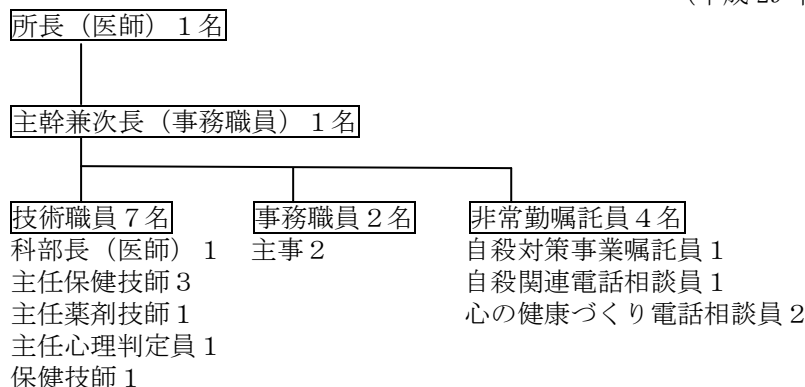 所長（医師）１名
主幹兼次長（事務職員）１名
技術職員７名
科部長（医師）１
主任保健技師３
主任薬剤技師１
主任心理判定員１
保健技師１
事務職員２名
主事２
非常勤嘱託員４名
自殺対策事業嘱託員１
自殺関連電話相談員１
心の健康づくり電話相談員２